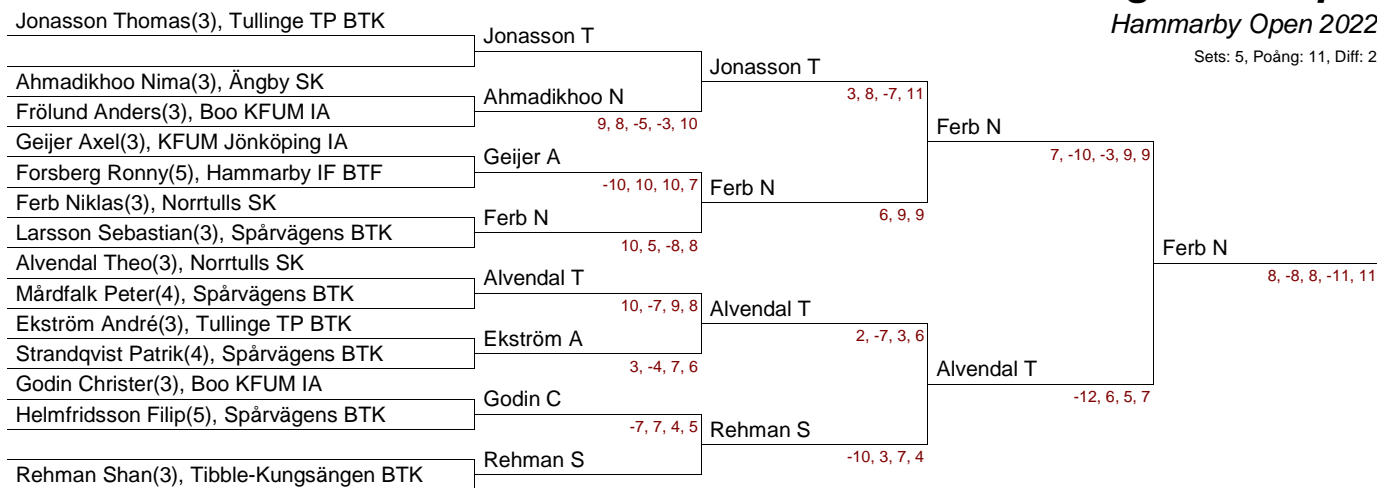 Hammarby Open 2022
Sets: 5, Poång: 11, Diff: 2
Jonasson Thomas(3), Tullinge TP BTK
Jonasson T
Jonasson T
Ahmadikhoo Nima(3), Ängby SK
Ahmadikhoo N
3, 8, -7, 11
Frölund Anders(3), Boo KFUM IA
9, 8, -5, -3, 10
Ferb N
Geijer Axel(3), KFUM Jönköping IA
Geijer A
7, -10, -3, 9, 9
Forsberg Ronny(5), Hammarby IF BTF
-10, 10, 10, 7
Ferb N
Ferb Niklas(3), Norrtulls SK
Ferb N
6, 9, 9
Larsson Sebastian(3), Spårvägens BTK
10, 5, -8, 8
Ferb N
Alvendal Theo(3), Norrtulls SK
Alvendal T
8, -8, 8, -11, 11
Mårdfalk Peter(4), Spårvägens BTK
10, -7, 9, 8
Alvendal T
Ekström André(3), Tullinge TP BTK
Ekström A
2, -7, 3, 6
Strandqvist Patrik(4), Spårvägens BTK
3, -4, 7, 6
Alvendal T
Godin Christer(3), Boo KFUM IA
Godin C
-12, 6, 5, 7
Helmfridsson Filip(5), Spårvägens BTK
-7, 7, 4, 5
Rehman S
Rehman S
-10, 3, 7, 4
Rehman Shan(3), Tibble-Kungsängen BTK